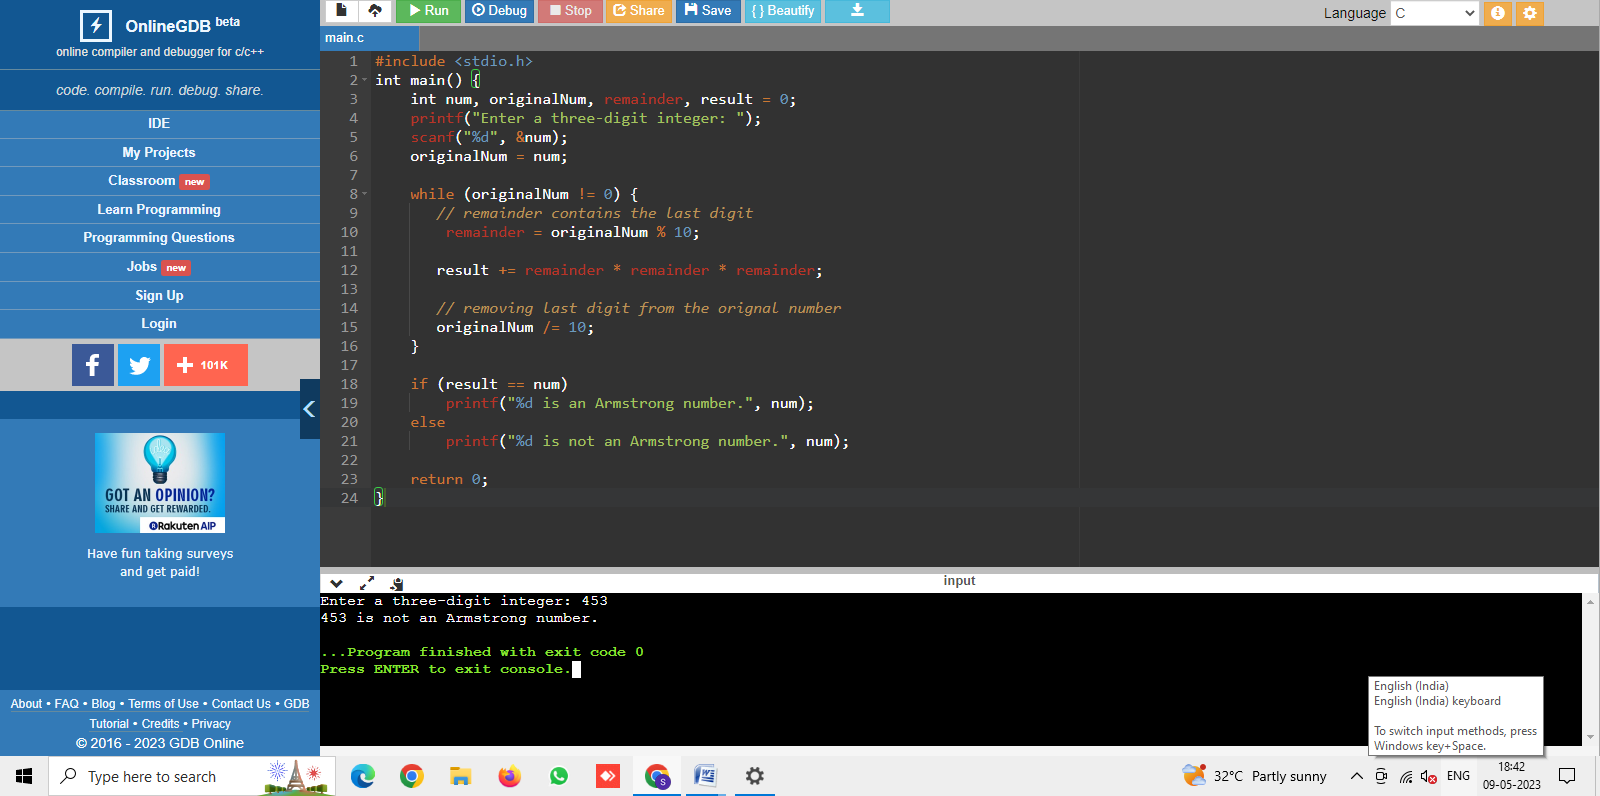 OnlineGDB beta
online compiler and debugger for c/c++
code. compile. run. debug. share.
IDE
My Projects
Classroom new
Learn Programming
Programming Questions
Jobs new
Sign Up
Login
f
+ 101K
GOT AN OPINION?
SHARE AND GET REWARDED.
Rakuten AIP
Have fun taking surveys
and get paid!
About • FAQ • Blog • Terms of Use • Contact Us • GDB
Tutorial • Credits • Privacy
© 2016 - 2023 GDB Online
Run Debug Stop Share Save { } Beautify
Language C
main.c
1 #include <stdio.h>
2 int main() {
3     int num, originalNum, remainder, result = 0;
4     printf("Enter a three-digit integer: ");
5     scanf("%d", &num);
6     originalNum = num;
7
8     while (originalNum != 0) {
9        // remainder contains the last digit
10         remainder = originalNum % 10;
11
12        result += remainder * remainder * remainder;
13
14        // removing last digit from the orignal number
15        originalNum /= 10;
16     }
17
18     if (result == num)
19         printf("%d is an Armstrong number.", num);
20     else
21         printf("%d is not an Armstrong number.", num);
22
23     return 0;
24 }
input
Enter a three-digit integer: 453
453 is not an Armstrong number.
...Program finished with exit code 0
Press ENTER to exit console.
English (India)
English (India) keyboard
To switch input methods, press
Windows key+Space.
Type here to search
S
W
32°C Partly sunny
ENG
18:42
09-05-2023